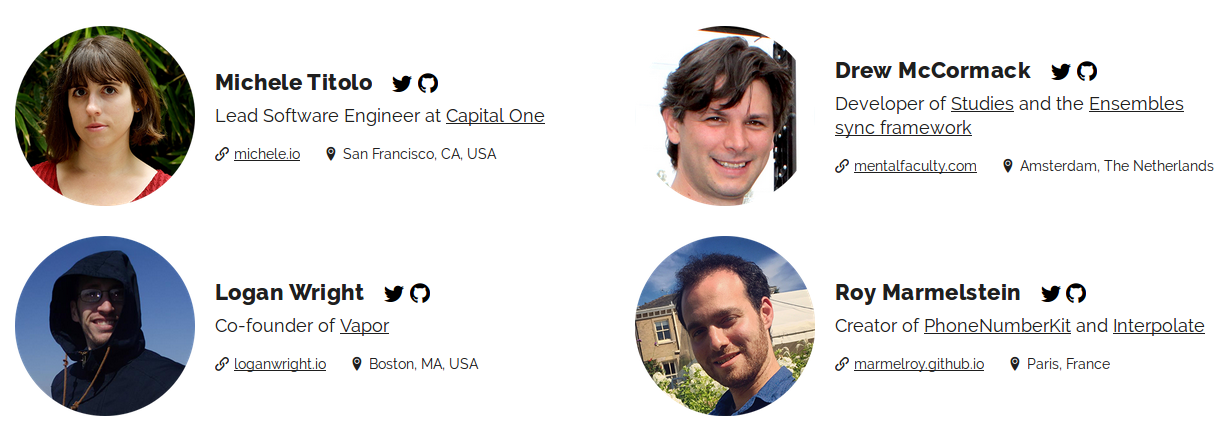 Michele Titolo
Lead Software Engineer at Capital One
michele.io San Francisco, CA, USA
Drew McCormack
Developer of Studies and the Ensembles
sync framework
mentalfaculty.com Amsterdam, The Netherlands
Logan Wright
Co-founder of Vapor
loganwright.io Boston, MA, USA
Roy Marmelstein
Creator of PhoneNumberKit and Interpolate
marmelroy.github.io Paris, France